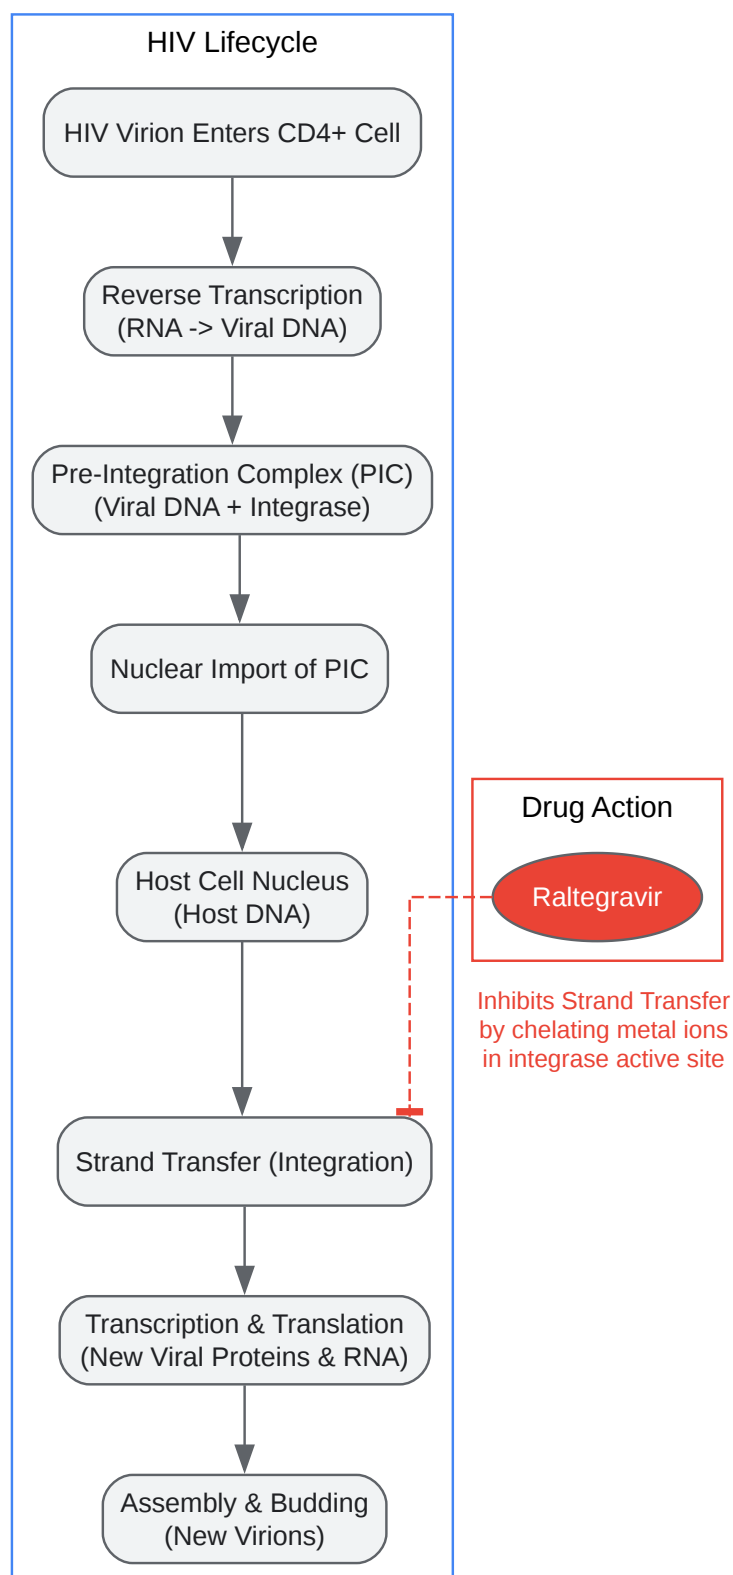 HIV Lifecycle
HIV Virion Enters CD4+ Cell
Reverse Transcription
(RNA -> Viral DNA)
Pre-Integration Complex (PIC)
(Viral DNA + Integrase)
Nuclear Import of PIC
Host Cell Nucleus
(Host DNA)
Drug Action
Raltegravir
Inhibits Strand Transfer
by chelating metal ions
in integrase active site
Strand Transfer (Integration)
Transcription & Translation
(New Viral Proteins & RNA)
Assembly & Budding
(New Virions)